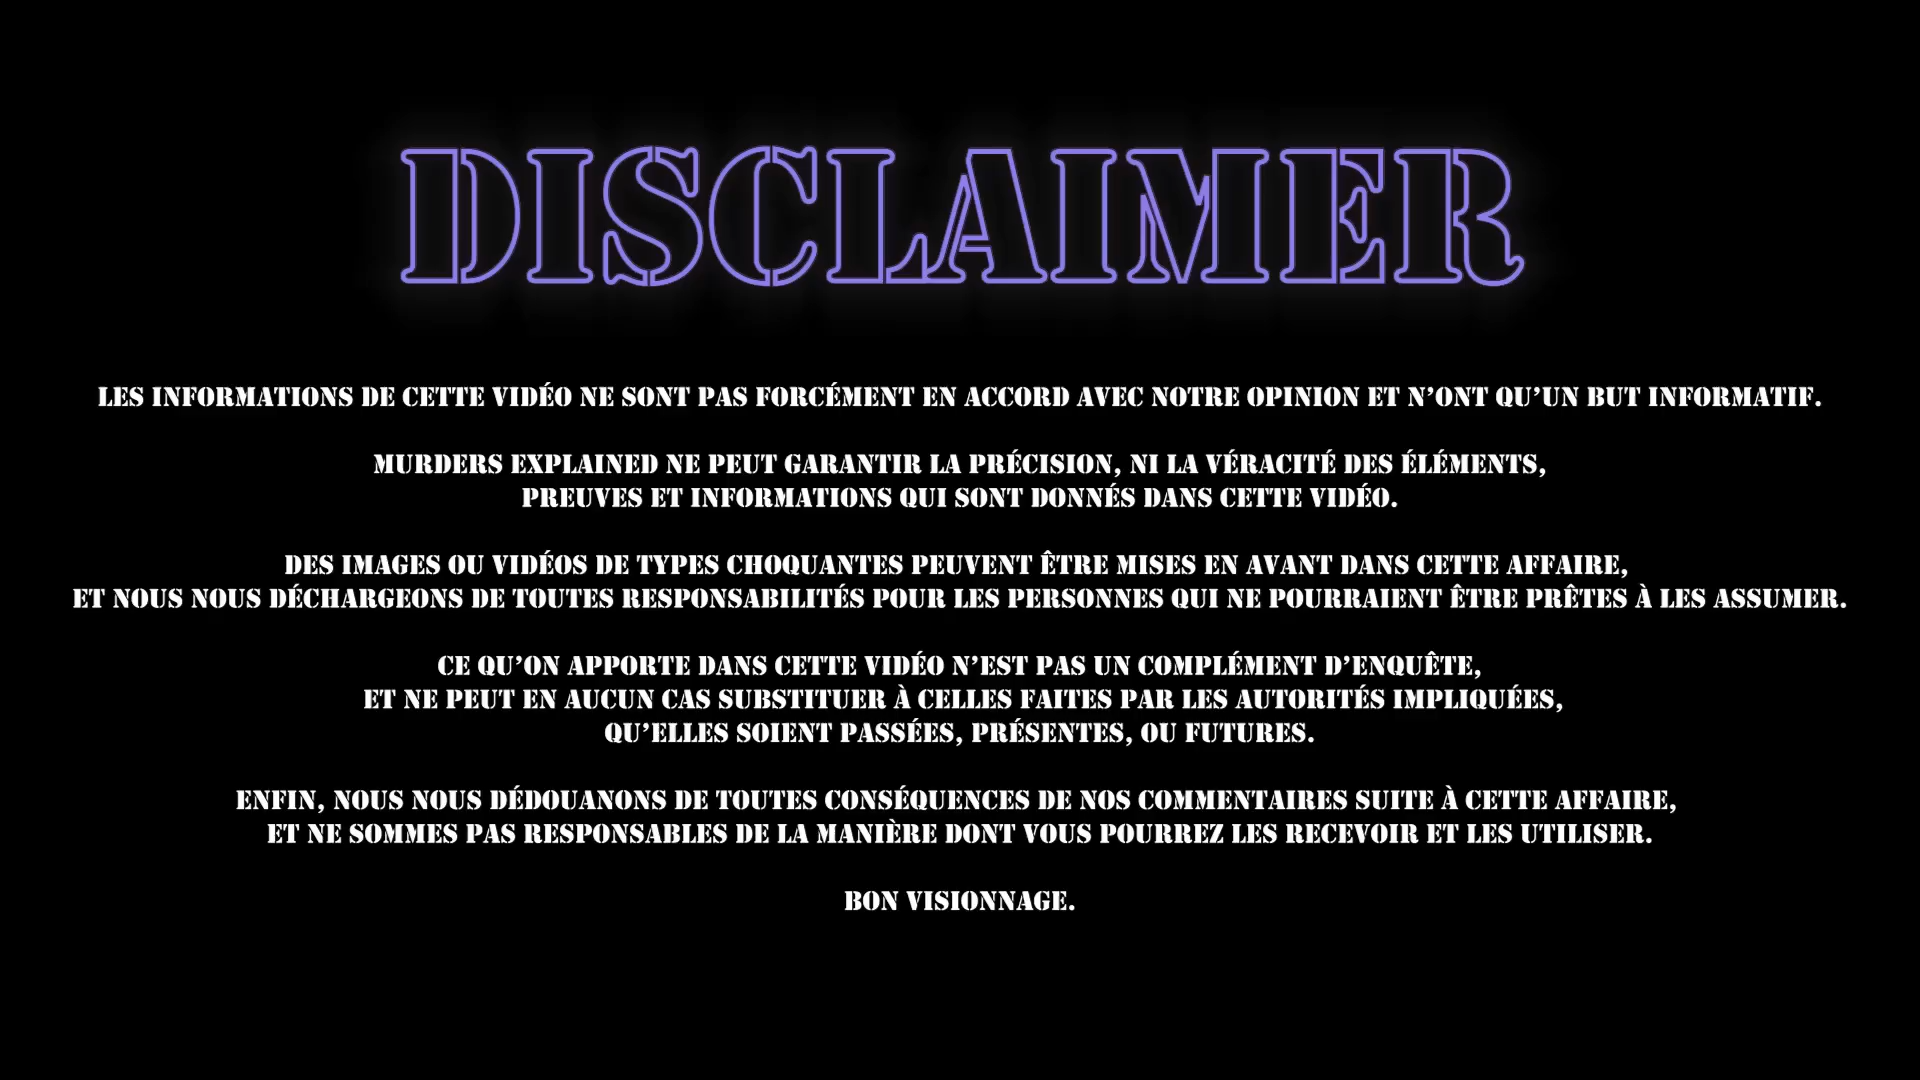 DISCLAIMER
LES INFORMATIONS DE CETTE VIDÉO NE SONT PAS FORCÉMENT EN ACCORD AVEC NOTRE OPINION ET N'ONT QU'UN BUT INFORMATIF.
MURDERS EXPLAINED NE PEUT GARANTIR LA PRÉCISION, NI LA VÉRACITÉ DES ÉLÉMENTS,
PREUVES ET INFORMATIONS QUI SONT DONNÉS DANS CETTE VIDÉO.
DES IMAGES OU VIDÉOS DE TYPES CHOQUANTES PEUVENT ÊTRE MISES EN AVANT DANS CETTE AFFAIRE,
ET NOUS NOUS DÉCHARGEONS DE TOUTES RESPONSABILITÉS POUR LES PERSONNES QUI NE POURRAIENT ÊTRE PRÊTES À LES ASSUMER.
CE QU'ON APPORTE DANS CETTE VIDÉO N'EST PAS UN COMPLÉMENT D'ENQUÊTE,
ET NE PEUT EN AUCUN CAS SUBSTITUER À CELLES FAITES PAR LES AUTORITÉS IMPLIQUÉES,
QU'ELLES SOIENT PASSÉES, PRÉSENTES, OU FUTURES.
ENFIN, NOUS NOUS DÉDOUANONS DE TOUTES CONSÉQUENCES DE NOS COMMENTAIRES SUITE À CETTE AFFAIRE,
ET NE SOMMES PAS RESPONSABLES DE LA MANIÈRE DONT VOUS POURREZ LES RECEVOIR ET LES UTILISER.
BON VISIONNAGE.